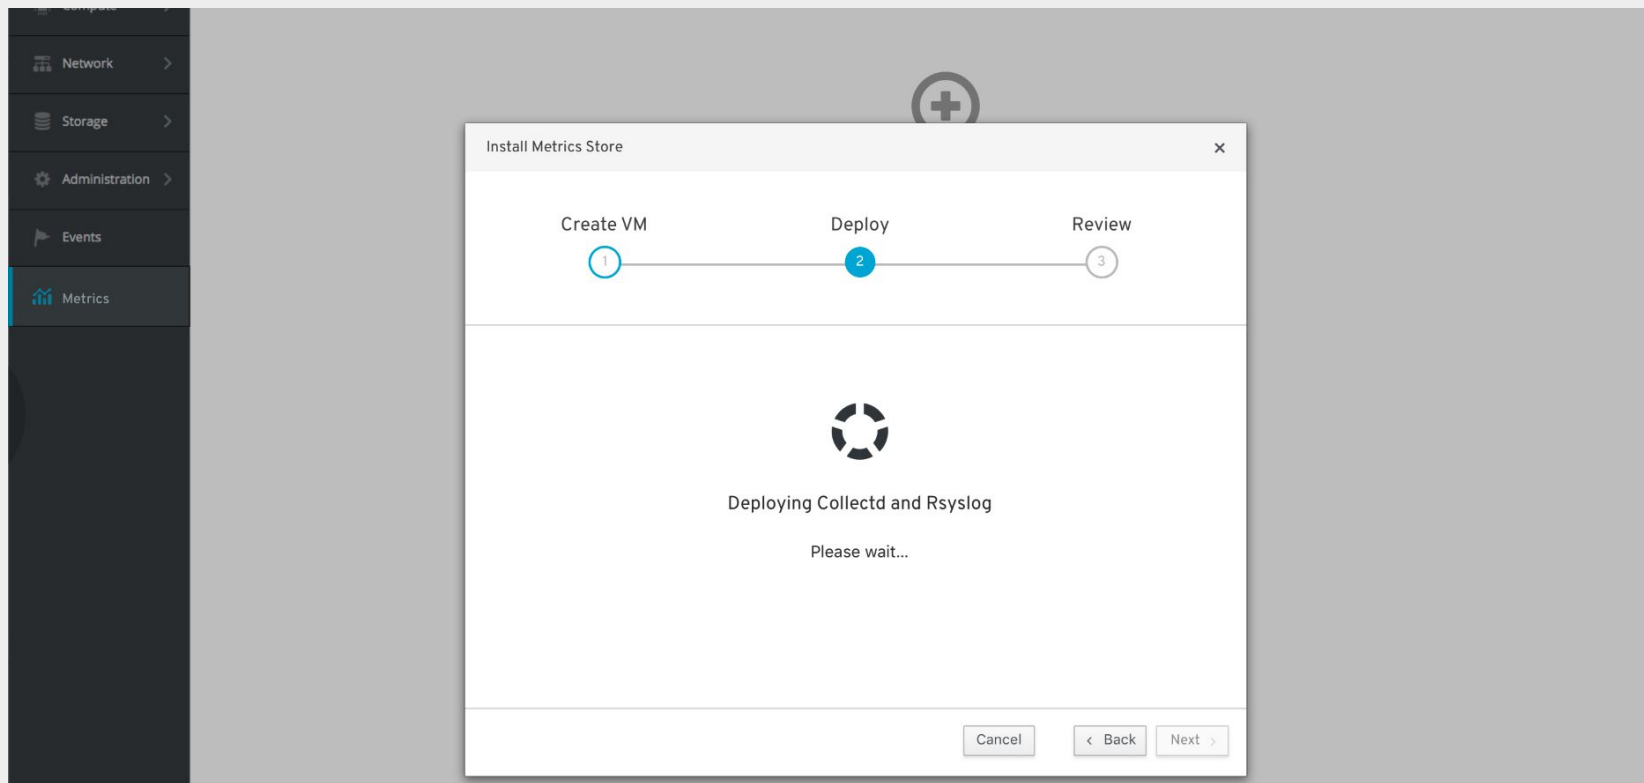 Compute
Network
Storage
Administration
Events
Metrics
Install Metrics Store
×
Create VM
Deploy
Review
1
2
3
Deploying Collectd and Rsyslog
Please wait...
Cancel
‹ Back
Next ›